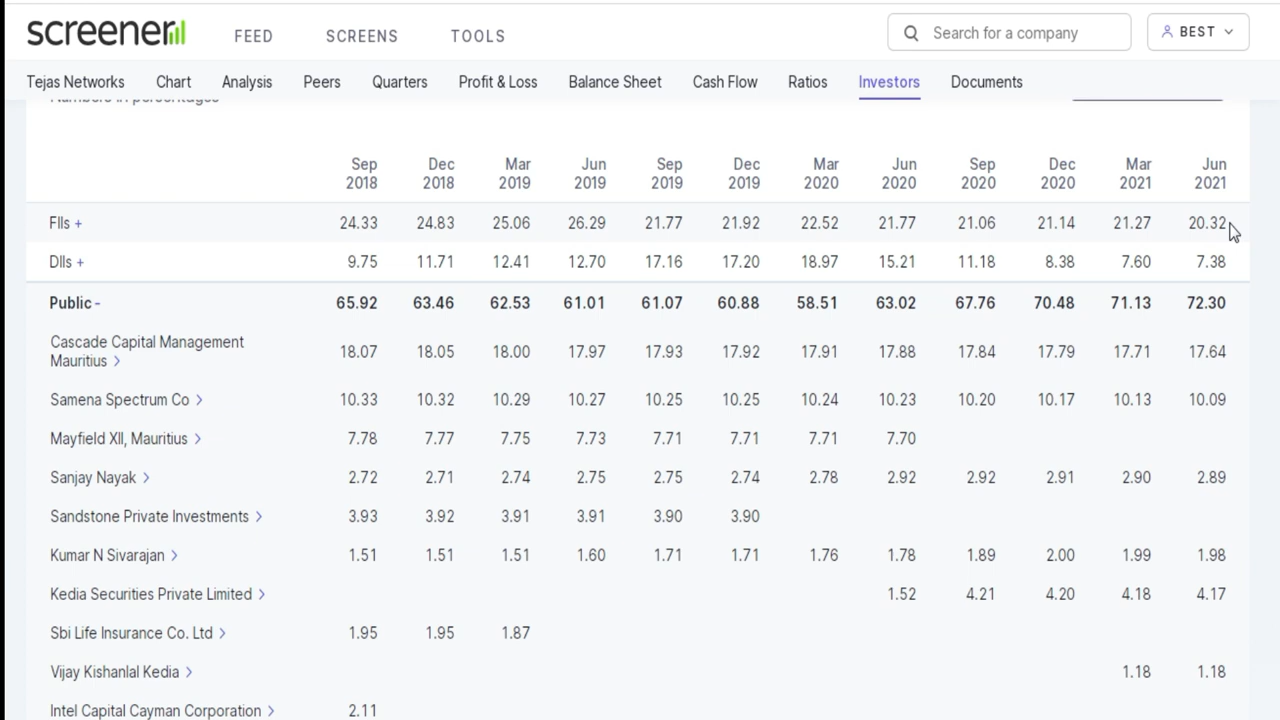 screener FEED SCREENS TOOLS Search for a company BEST
Tejas Networks Chart Analysis Peers Quarters Profit & Loss Balance Sheet Cash Flow Ratios Investors Documents
Numbers in percentages
Sep Dec Mar Jun Sep Dec Mar Jun Sep Dec Mar Jun
2018 2018 2019 2019 2019 2019 2020 2020 2020 2020 2021 2021
FIIs + 24.33 24.83 25.06 26.29 21.77 21.92 22.52 21.77 21.06 21.14 21.27 20.32
DIIs + 9.75 11.71 12.41 12.70 17.16 17.20 18.97 15.21 11.18 8.38 7.60 7.38
Public - 65.92 63.46 62.53 61.01 61.07 60.88 58.51 63.02 67.76 70.48 71.13 72.30
Cascade Capital Management
Mauritius > 18.07 18.05 18.00 17.97 17.93 17.92 17.91 17.88 17.84 17.79 17.71 17.64
Samena Spectrum Co > 10.33 10.32 10.29 10.27 10.25 10.25 10.24 10.23 10.20 10.17 10.13 10.09
Mayfield XII, Mauritius > 7.78 7.77 7.75 7.73 7.71 7.71 7.71 7.70
Sanjay Nayak > 2.72 2.71 2.74 2.75 2.75 2.74 2.78 2.92 2.92 2.91 2.90 2.89
Sandstone Private Investments > 3.93 3.92 3.91 3.91 3.90 3.90
Kumar N Sivarajan > 1.51 1.51 1.51 1.60 1.71 1.71 1.76 1.78 1.89 2.00 1.99 1.98
Kedia Securities Private Limited > 1.52 4.21 4.20 4.18 4.17
Sbi Life Insurance Co. Ltd > 1.95 1.95 1.87
Vijay Kishanlal Kedia > 1.18 1.18
Intel Capital Cayman Corporation > 2.11